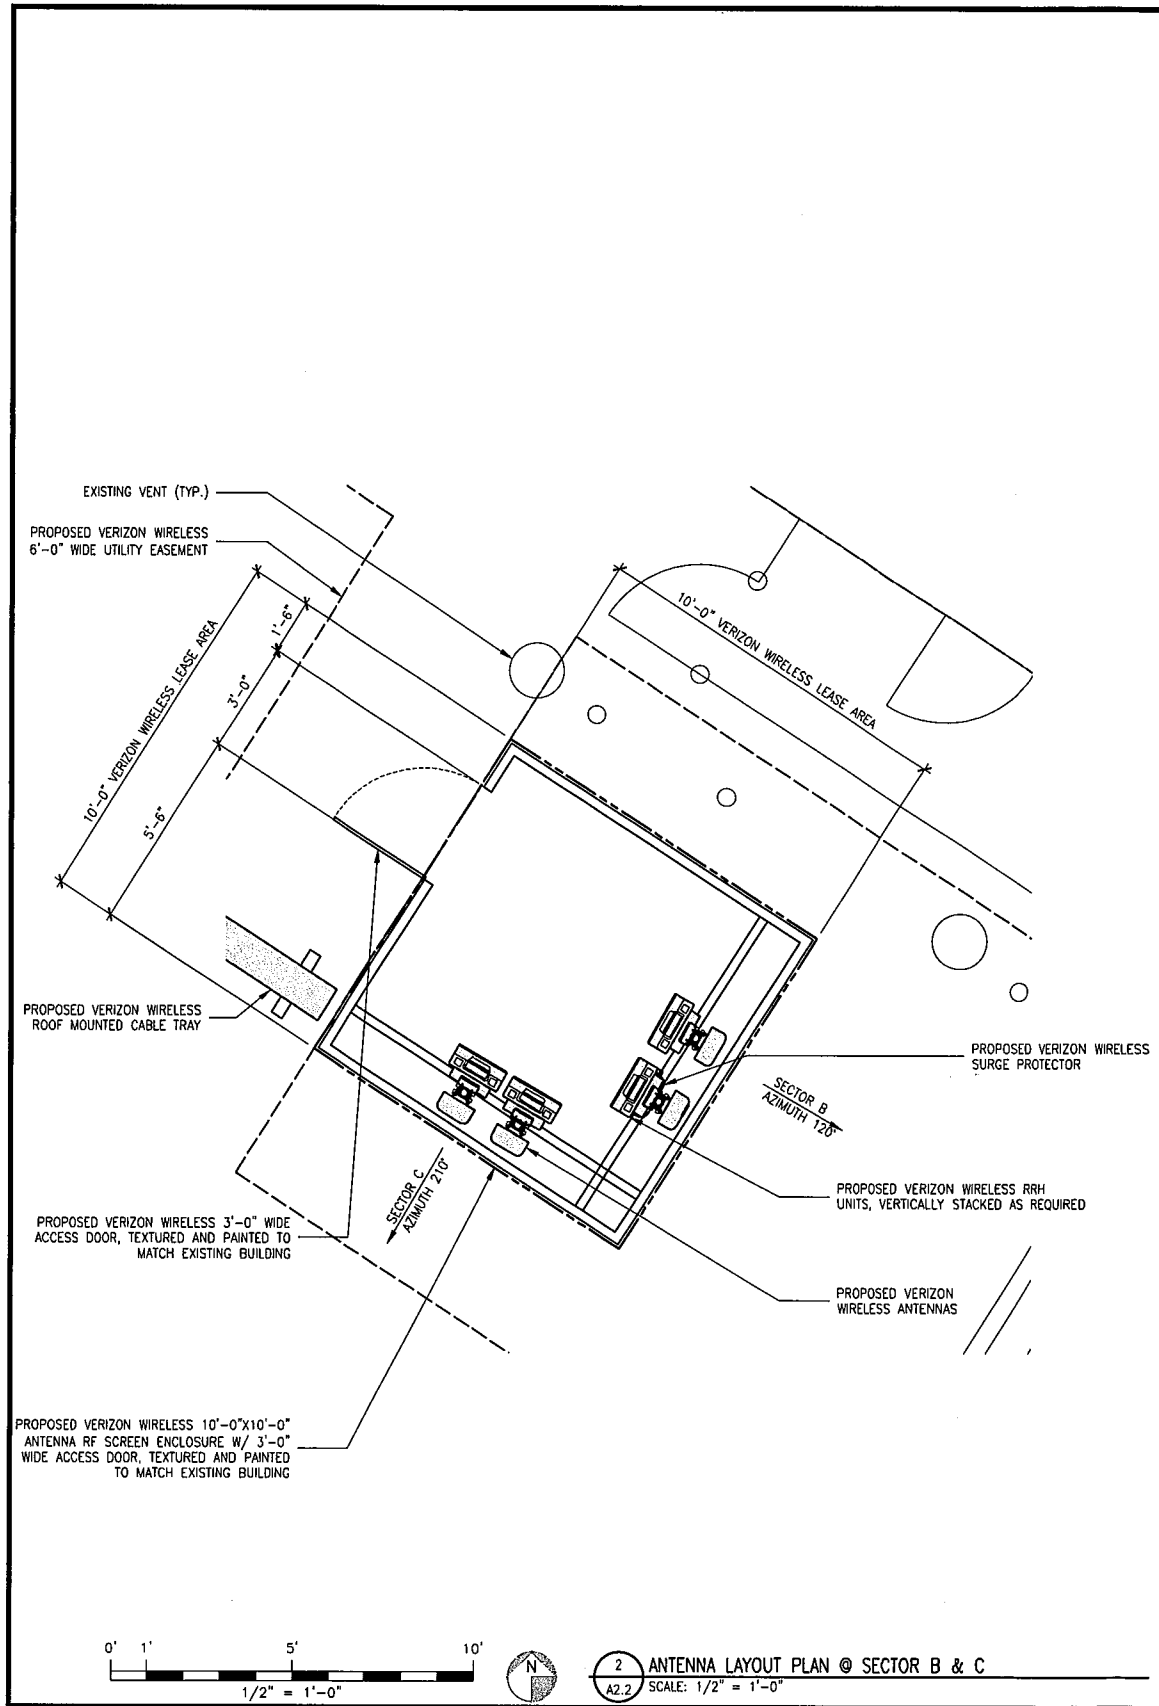 EXISTING VENT (TYP.)
PROPOSED VERIZON WIRELESS
6'-0" WIDE UTILITY EASEMENT
1'-6"
3'-0"
5'-6"
10'-0" VERIZON WIRELESS LEASE AREA
10'-0" VERIZON WIRELESS LEASE AREA
PROPOSED VERIZON WIRELESS
ROOF MOUNTED CABLE TRAY
PROPOSED VERIZON WIRELESS
SURGE PROTECTOR
SECTOR B
AZIMUTH 120°
SECTOR C
AZIMUTH 210°
PROPOSED VERIZON WIRELESS RRH
UNITS, VERTICALLY STACKED AS REQUIRED
PROPOSED VERIZON WIRELESS 3'-0" WIDE
ACCESS DOOR, TEXTURED AND PAINTED TO
MATCH EXISTING BUILDING
PROPOSED VERIZON
WIRELESS ANTENNAS
PROPOSED VERIZON WIRELESS 10'-0"X10'-0"
ANTENNA RF SCREEN ENCLOSURE W/ 3'-0"
WIDE ACCESS DOOR, TEXTURED AND PAINTED
TO MATCH EXISTING BUILDING
0' 1' 5' 10'
1/2" = 1'-0"
N
2
A2.2
ANTENNA LAYOUT PLAN @ SECTOR B & C
SCALE: 1/2" = 1'-0"